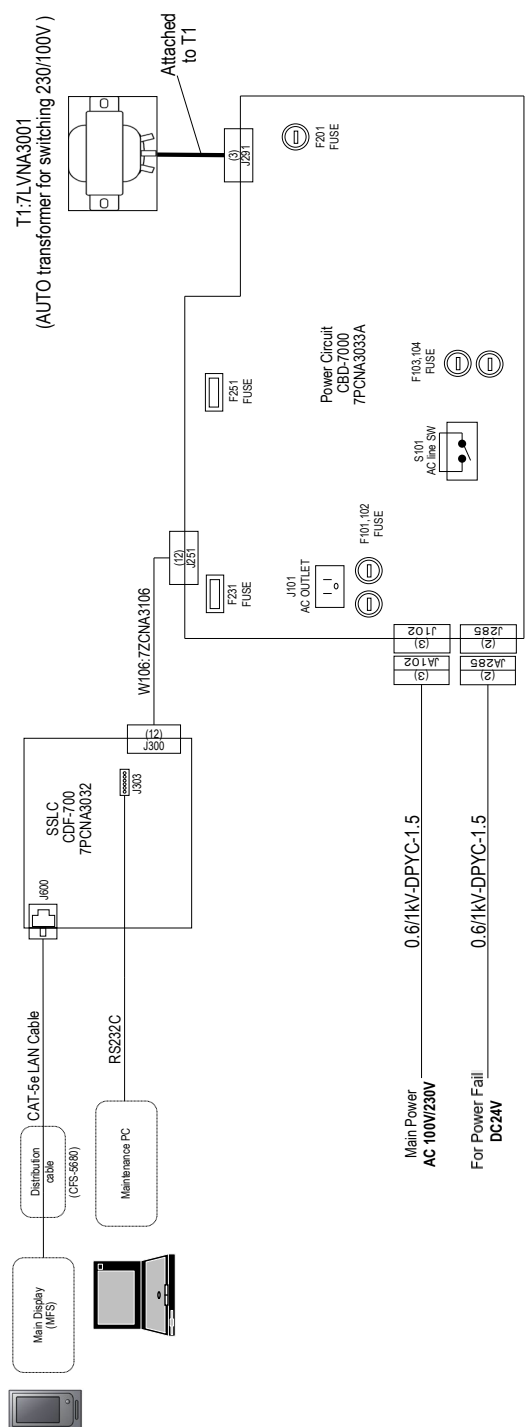 T1:7LVNA3001
(AUTO transformer for switching 230/100V )
Attached
to T1
(3)
J291
F201
FUSE
F251
FUSE
Power Circuit
CBD-7000
7PCNA3033A
F103,104
FUSE
S101
AC line SW
(12)
J251
F231
FUSE
J101
AC OUTLET
F101,102
FUSE
W106:7ZCNA3106
J102
(3)
JA102
(3)
J285
(2)
JA285
(2)
(12)
J300
SSLC
CDF-700
7PCNA3032
J303
J600
0.6/1kV-DPYC-1.5
0.6/1kV-DPYC-1.5
CAT-5e LAN Cable
RS232C
Main Power
AC 100V/230V
For Power Fail
DC24V
Distribution
cable
(CFS-5680)
Maintenance PC
Main Display
(MFS)